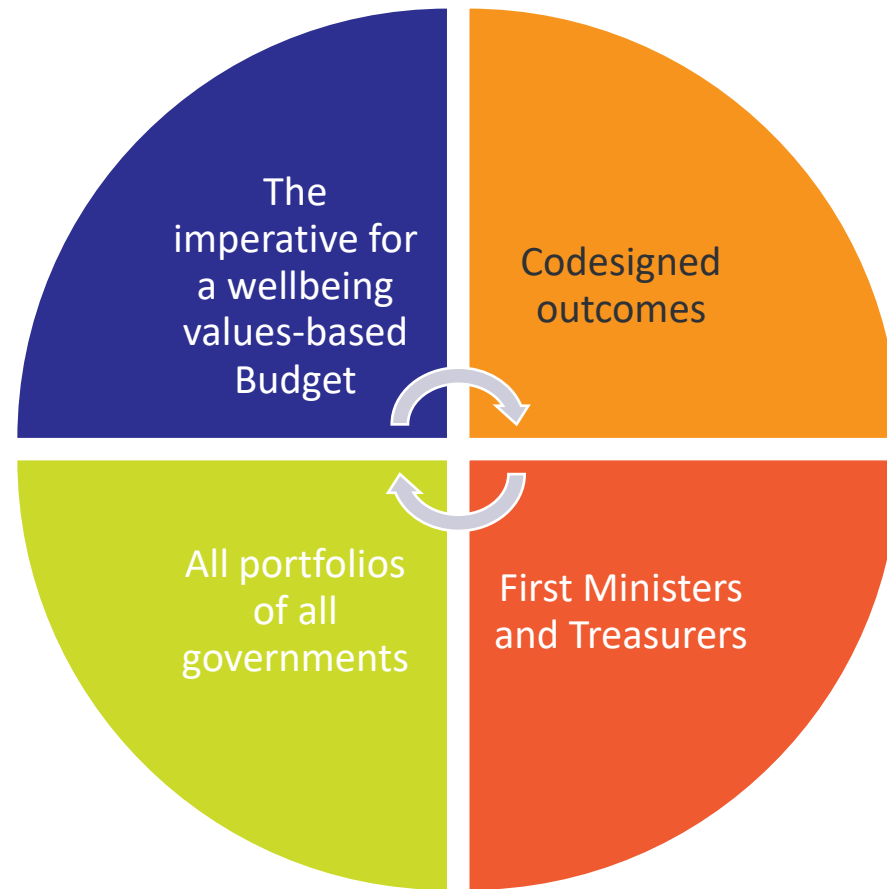 The
imperative for
a wellbeing
values-based
Budget
Codesigned
outcomes
All portfolios
of all
governments
First Ministers
and Treasurers